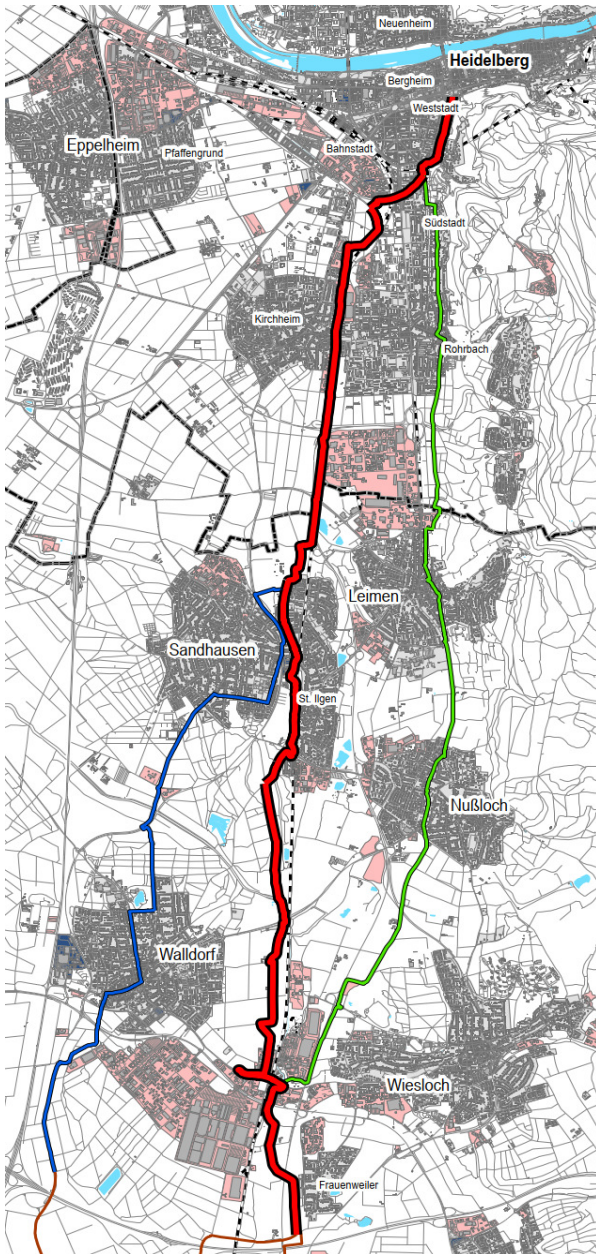 Neuenheim
Heidelberg
Bergheim
Weststadt
Eppelheim
Pfaffengrund
Bahnstadt
Südstadt
Kirchheim
Rohrbach
Leimen
Sandhausen
St. Ilgen
Nußloch
Walldorf
Wiesloch
Frauenweiler